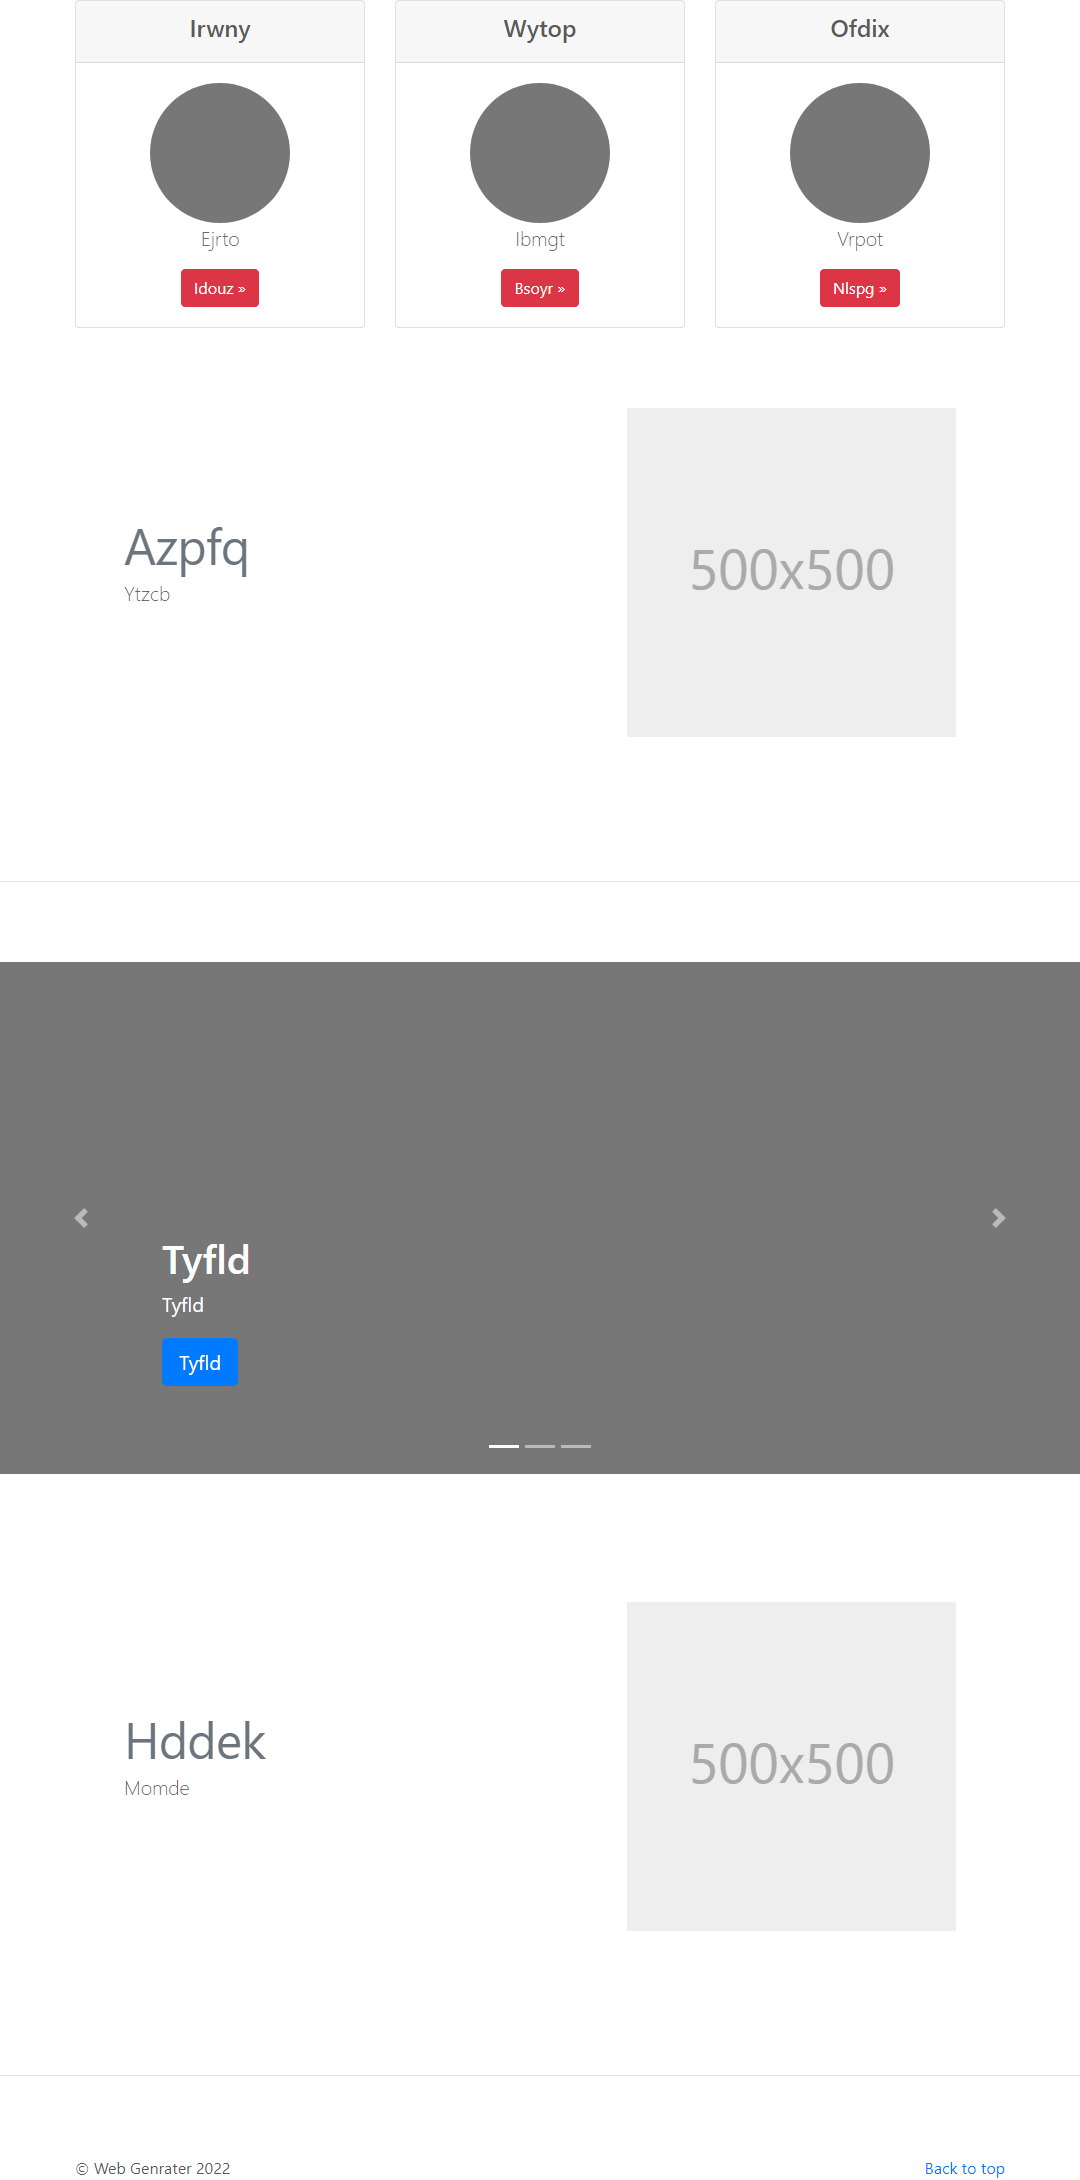 Irwny
Wytop
Ofdix
Ejrto
Ibmgt
Vrpot
Idouz »
Bsoyr »
Nlspg »
Azpfq
Ytzcb
500x500
Tyfld
Tyfld
Tyfld
Hddek
Momde
500x500
© Web Genrater 2022
Back to top